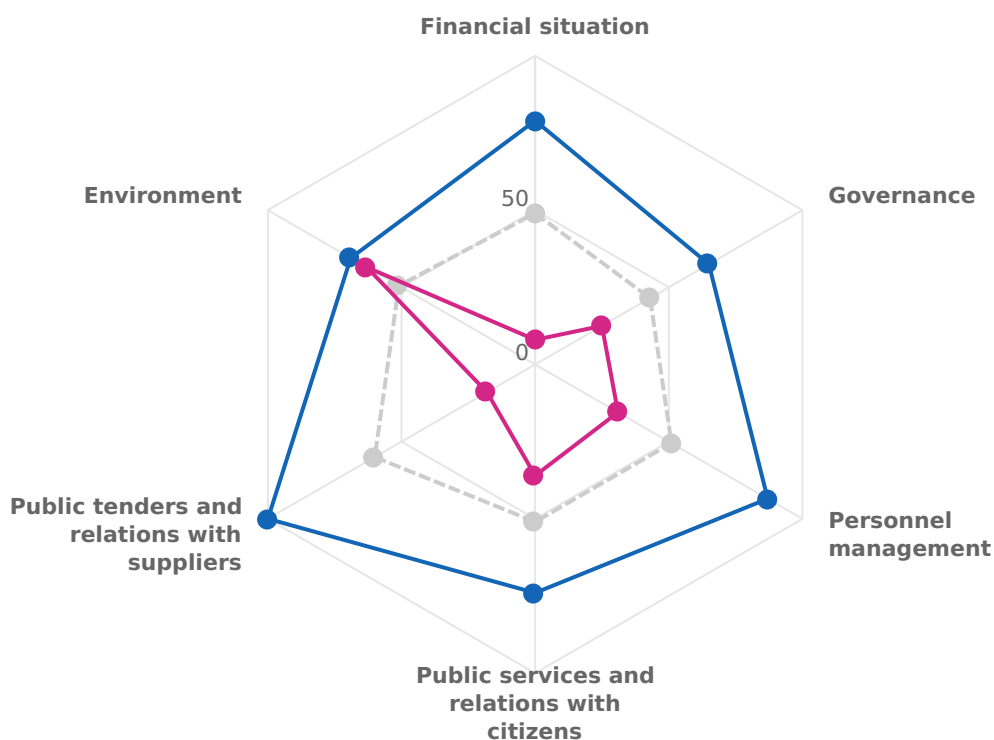 Financial situation
Environment
Governance
50
0
Public tenders and
relations with
suppliers
Personnel
management
Public services and
relations with
citizens